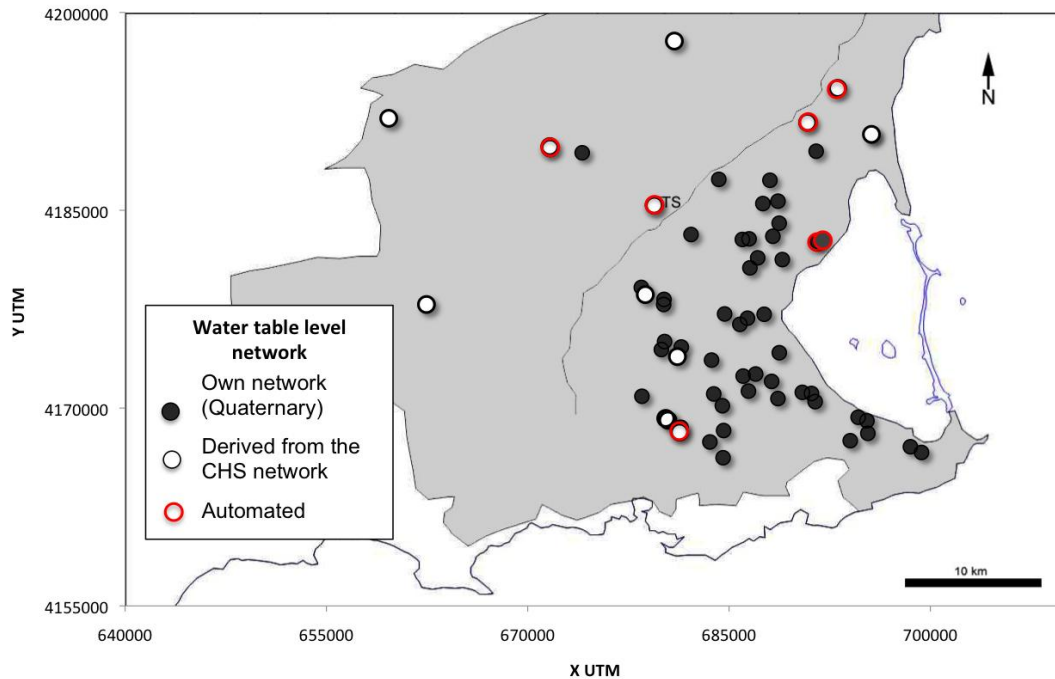 4200000
N
TS
4185000
Y UTM
Water table level
network
Own network
(Quaternary)
4170000
Derived from the
CHS network
Automated
10 km
4155000
640000
655000
670000
685000
700000
X UTM